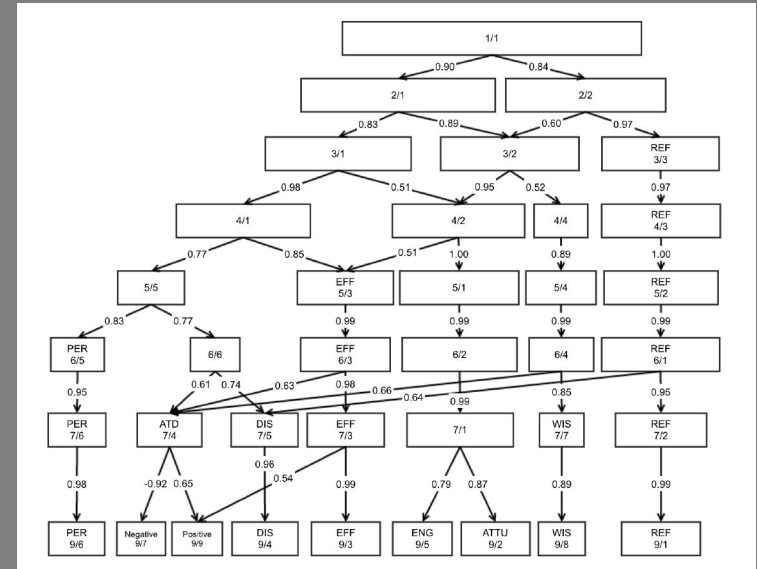 1/1
0.90 0.84
2/1 2/2
0.83 0.89 0.60 0.97
3/1 3/2 REF
3/3
0.98 0.51 0.95 0.52 0.97
4/1 4/2 4/4 REF
4/3
0.77 0.85 0.51 1.00 0.89 1.00
5/5 EFF
5/3 5/1 5/4 REF
5/2
0.83 0.77 0.99 0.99 0.99 0.99
PER
6/5 6/6 EFF
6/3 6/2 6/4 REF
6/1
0.95 0.61 0.74 0.63 0.98 0.66 0.64 0.99 0.85 0.95
PER
7/6 ATD
7/4 DIS
7/5 EFF
7/3 7/1 WIS
7/7 REF
7/2
0.98 -0.92 0.65 0.96 0.54 0.99 0.79 0.87 0.89 0.99
PER
9/6 Negative
9/7 Positive
9/9 DIS
9/4 EFF
9/3 ENG
9/5 ATTU
9/2 WIS
9/8 REF
9/1